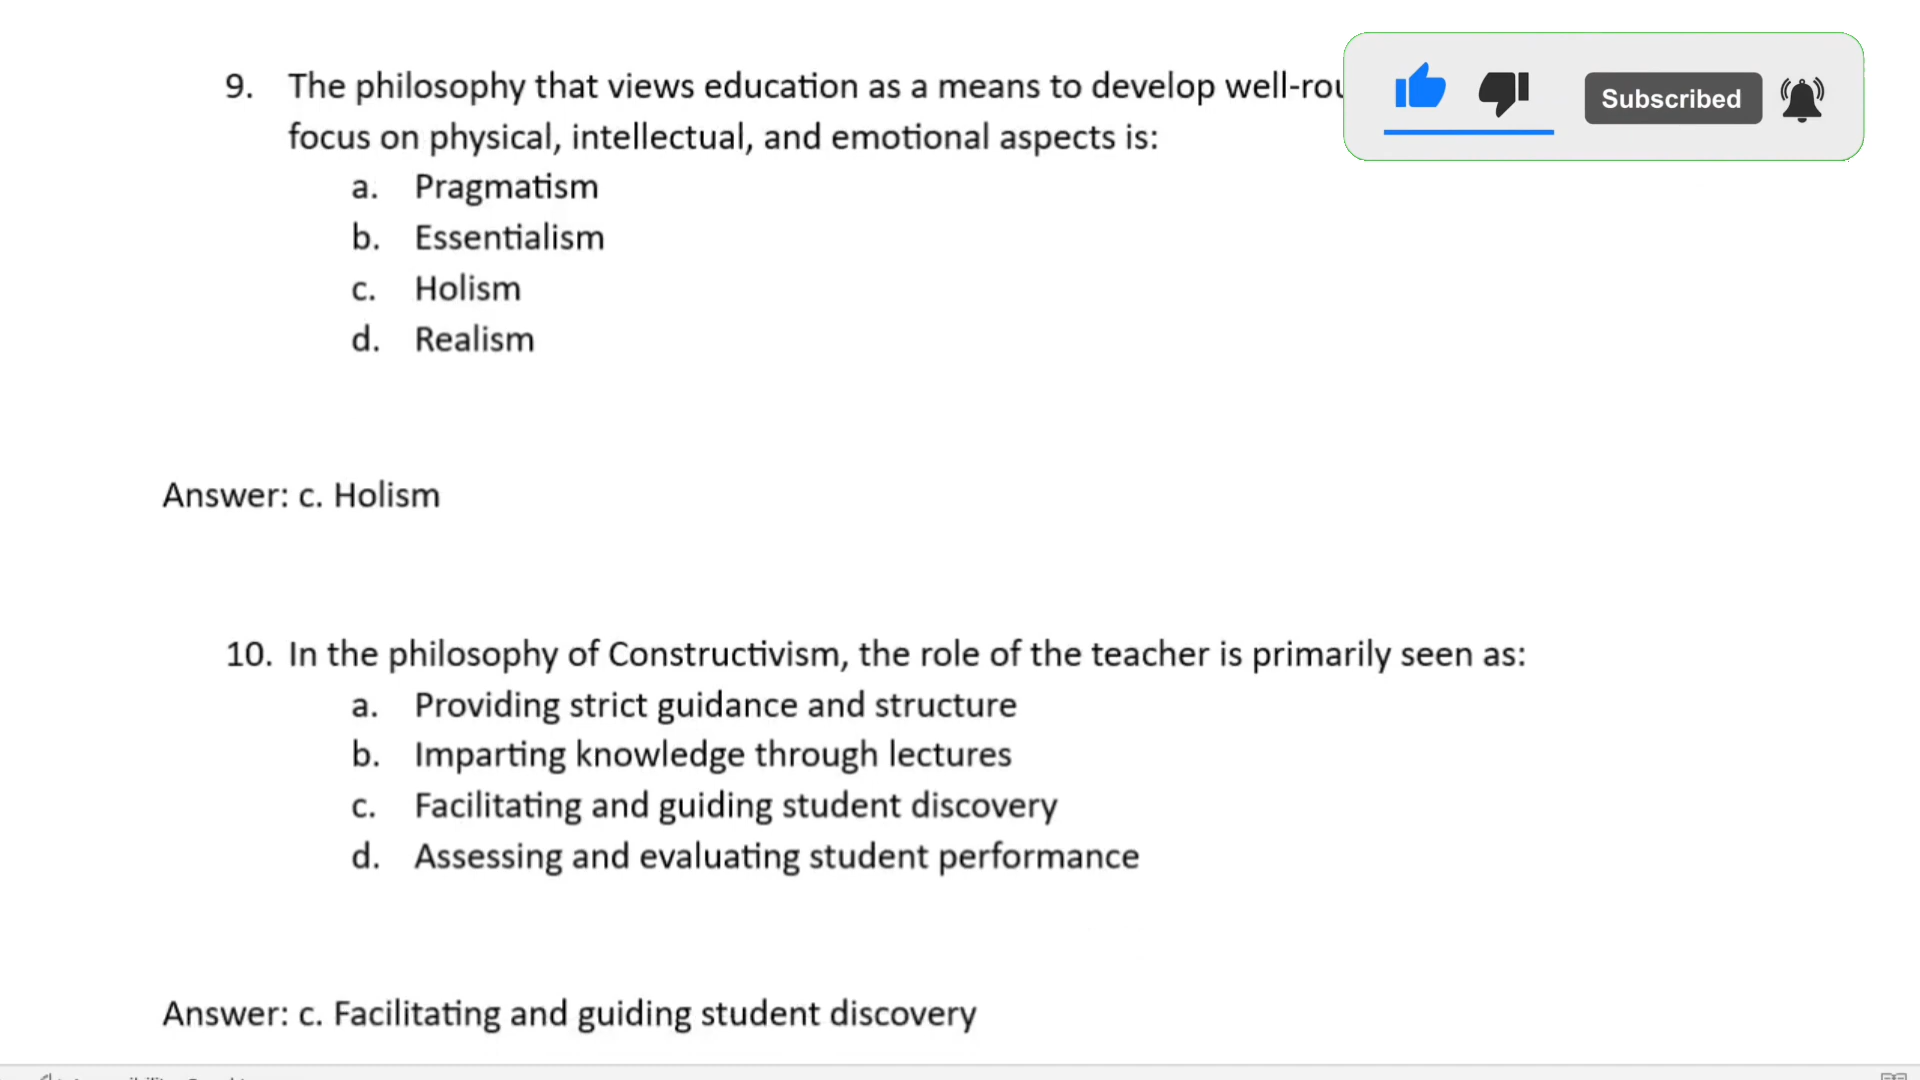 9. The philosophy that views education as a means to develop well-
focus on physical, intellectual, and emotional aspects is:
a. Pragmatism
b. Essentialism
c. Holism
d. Realism
Subscribed
Answer: c. Holism
10. In the philosophy of Constructivism, the role of the teacher is primarily seen as:
a. Providing strict guidance and structure
b. Imparting knowledge through lectures
c. Facilitating and guiding student discovery
d. Assessing and evaluating student performance
Answer: c. Facilitating and guiding student discovery